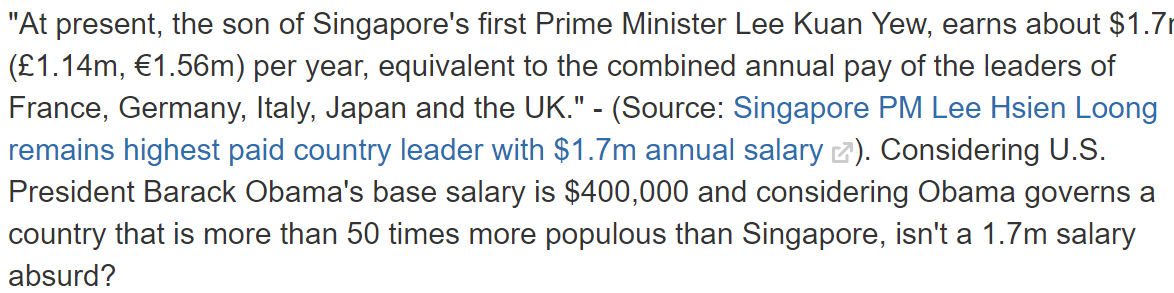 "At present, the son of Singapore's first Prime Minister Lee Kuan Yew, earns about
(£1.14m, €1.56m) per year, equivalent to the combined annual pay of the leaders of
France, Germany, Italy, Japan and the UK." - (Source: Singapore PM Lee Hsien Loong
remains highest paid country leader with $1.7m annual salary ). Considering U.S.
President Barack Obama's base salary is $400,000 and considering Obama governs a
country that is more than 50 times more populous than Singapore, isn't a 1.7m salary
absurd?